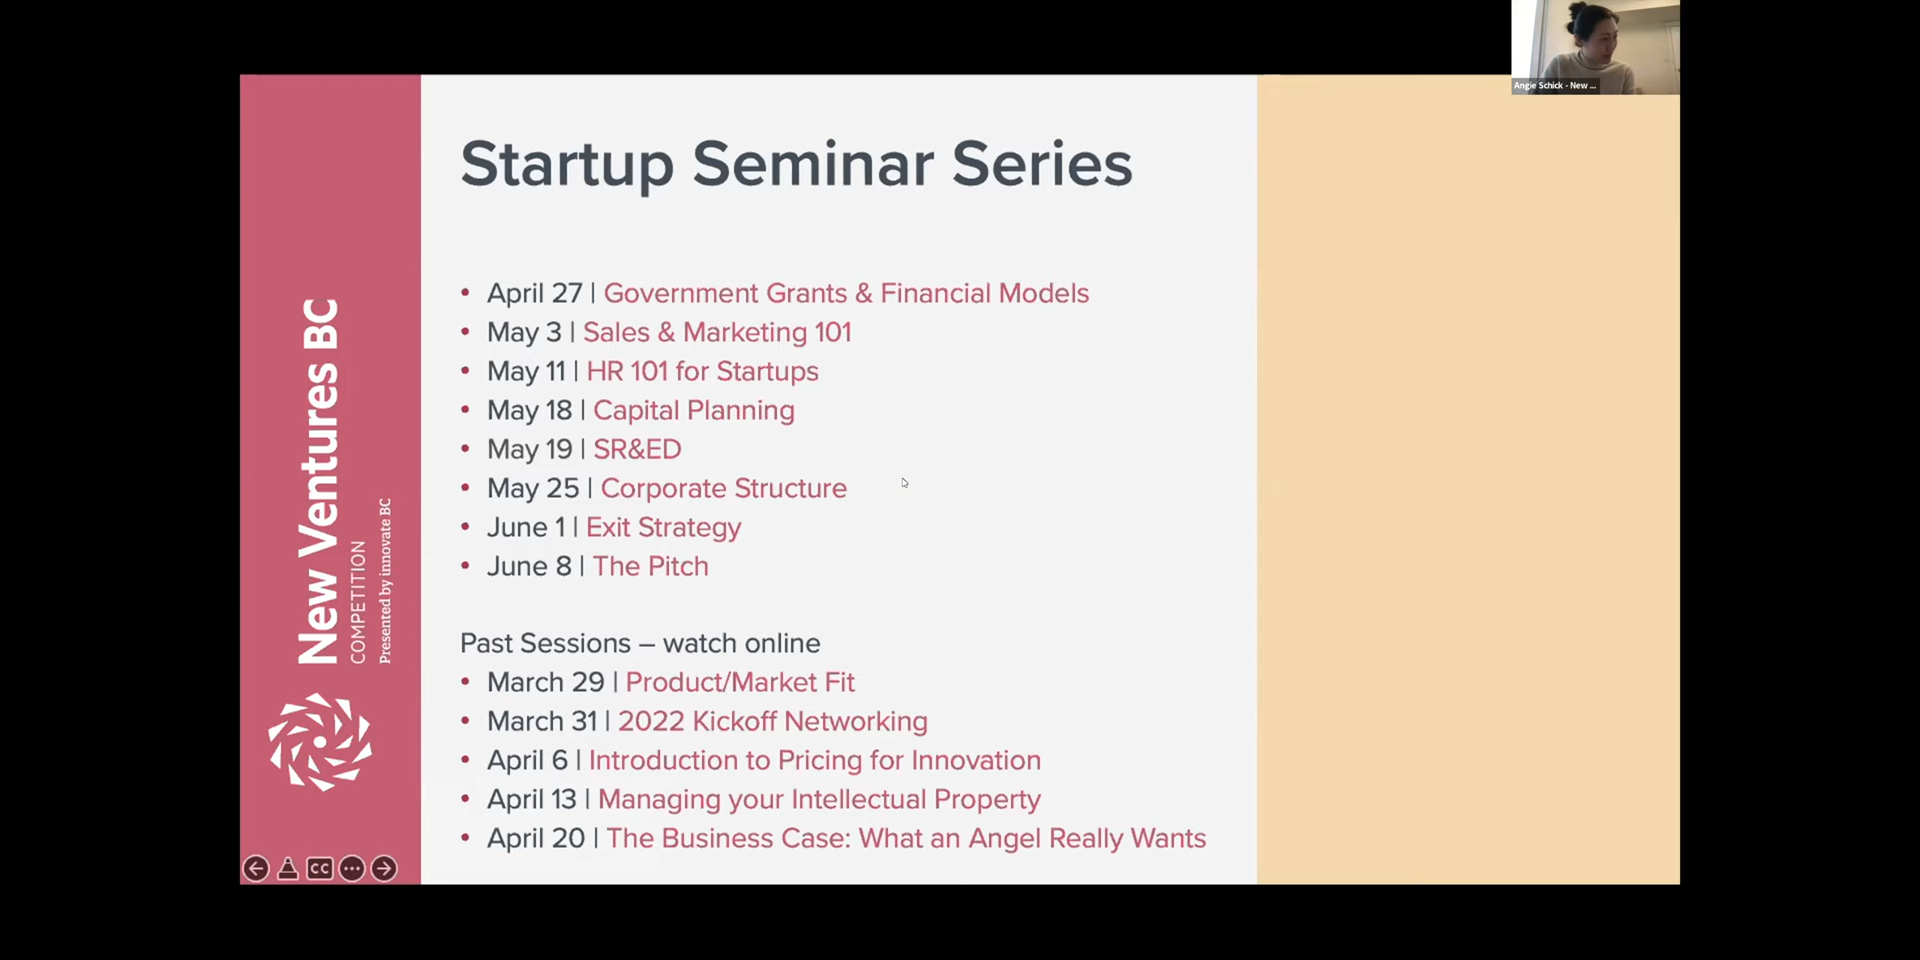 Angie Schick - New ...
Startup Seminar Series
• April 27 | Government Grants & Financial Models
• May 3 | Sales & Marketing 101
• May 11 | HR 101 for Startups
• May 18 | Capital Planning
• May 19 | SR&ED
• May 25 | Corporate Structure
• June 1 | Exit Strategy
• June 8 | The Pitch
Past Sessions – watch online
• March 29 | Product/Market Fit
• March 31 | 2022 Kickoff Networking
• April 6 | Introduction to Pricing for Innovation
• April 13 | Managing your Intellectual Property
• April 20 | The Business Case: What an Angel Really Wants
New Ventures BC
COMPETITION
Presented by innovate BC
CC